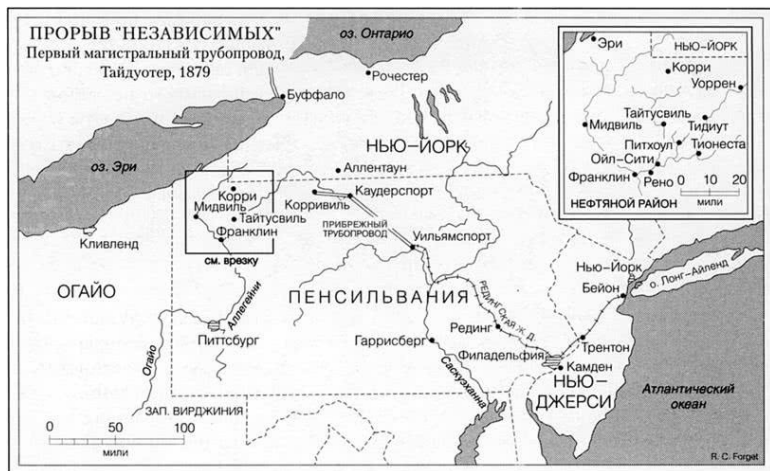 ПРОРЫВ "НЕЗАВИСИМЫХ"
Первый магистральный трубопровод,
Тайдуотер, 1879
оз. Онтарио
Рочестер
Буффало
оз. Эри
НЬЮ-ЙОРК
Аллентаун
Корри
Мидвиль
Тайтусвиль
Франклин
см. врезку
Корривиль
Каудерспорт
ПРИБРЕЖНЫЙ
ТРУБОПРОВОД
Уильямспорт
Кливленд
ОГАЙО
Аллегейни
ПЕНСИЛЬВАНИЯ
РЕДИНГСКАЯ Ж. Д.
Нью-Йорк
о. Лонг-Айленд
Бейон
Питтсбург
Огайо
Гаррисберг
Рединг
Филадельфия
Трентон
Камден
Саскуэханна
НЬЮ-
ДЖЕРСИ
Атлантический
океан
ЗАП. ВИРДЖИНИЯ
0 50 100
мили
R. C. Forget
Эри
НЬЮ-ЙОРК
Корри
Уоррен
Тайтусвиль
Мидвиль
Тидиут
Питхоул
Тионеста
Ойл-Сити
Франклин
Рено
0 10 20
мили
НЕФТЯНОЙ РАЙОН